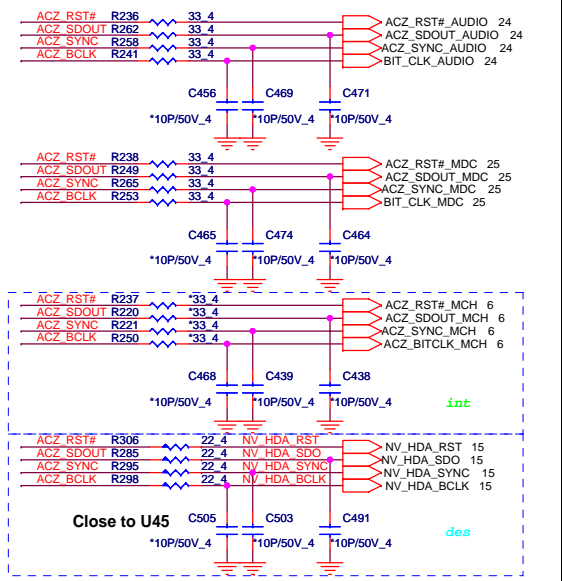 ACZ_RST# R236 33_4 ACZ_RST#_AUDIO 24
ACZ_SDOUT R262 33_4 ACZ_SDOUT_AUDIO 24
ACZ_SYNC R258 33_4 ACZ_SYNC_AUDIO 24
ACZ_BCLK R241 33_4 BIT_CLK_AUDIO 24
C456 C469 C471
*10P/50V_4 *10P/50V_4 *10P/50V_4
ACZ_RST# R238 33_4 ACZ_RST#_MDC 25
ACZ_SDOUT R249 33_4 ACZ_SDOUT_MDC 25
ACZ_SYNC R265 33_4 ACZ_SYNC_MDC 25
ACZ_BCLK R253 33_4 BIT_CLK_MDC 25
C465 C474 C464
*10P/50V_4 *10P/50V_4 *10P/50V_4
ACZ_RST# R237 *33_4 ACZ_RST#_MCH 6
ACZ_SDOUT R220 *33_4 ACZ_SDOUT_MCH 6
ACZ_SYNC R221 *33_4 ACZ_SYNC_MCH 6
ACZ_BCLK R250 *33_4 ACZ_BITCLK_MCH 6
C468 C439 C438
*10P/50V_4 *10P/50V_4 *10P/50V_4
int
ACZ_RST# R306 22_4 NV_HDA_RST NV_HDA_RST 15
ACZ_SDOUT R285 22_4 NV_HDA_SDO NV_HDA_SDO 15
ACZ_SYNC R295 22_4 NV_HDA_SYNC NV_HDA_SYNC 15
ACZ_BCLK R298 22_4 NV_HDA_BCLK NV_HDA_BCLK 15
Close to U45
C505 C503 C491
*10P/50V_4 *10P/50V_4 *10P/50V_4
des